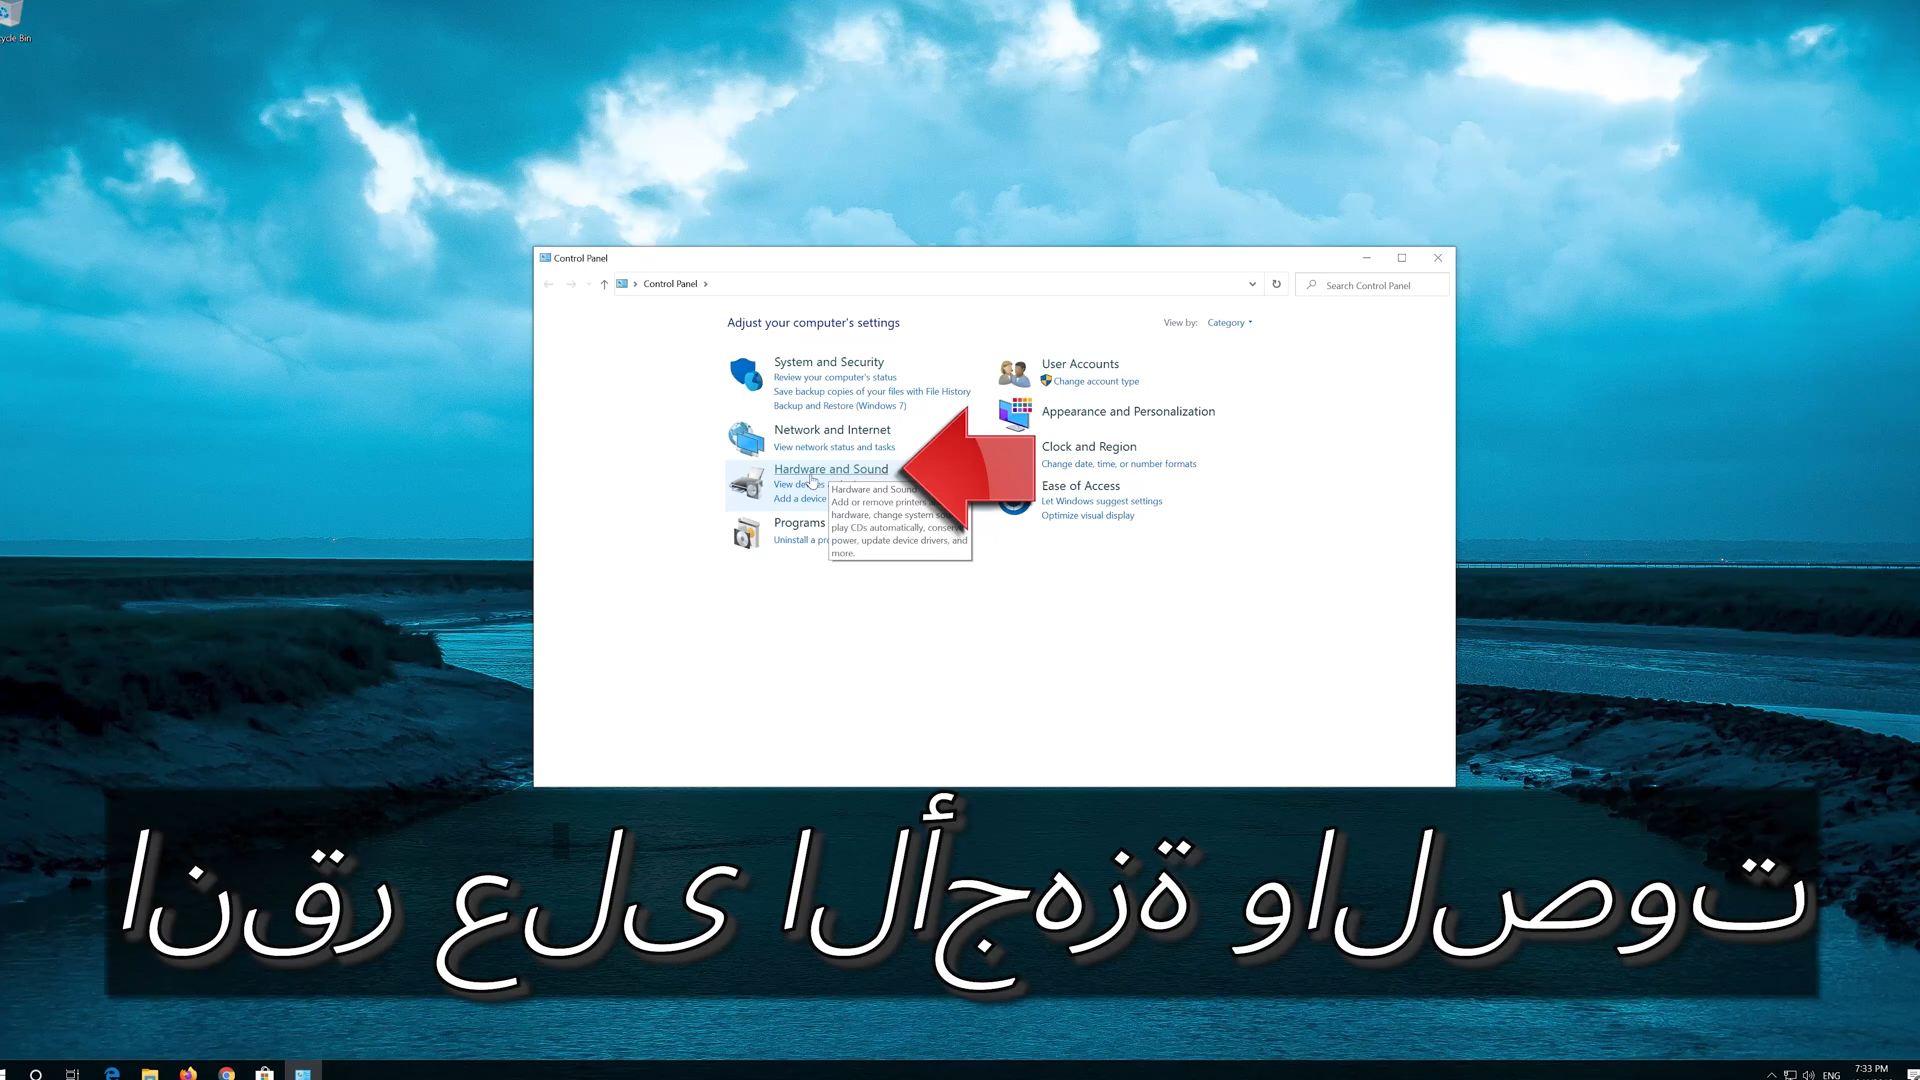 cycle Bin
Control Panel
Control Panel
Search Control Panel
Adjust your computer's settings
View by: Category
System and Security
Review your computer's status
Save backup copies of your files with File History
Backup and Restore (Windows 7)
Network and Internet
View network status and tasks
Hardware and Sound
View
Add a device
Programs
Uninstall a
Hardware and Sound
Add or remove printers
hardware, change system
play CDs automatically,
power, update device drivers, and
more.
User Accounts
Change account type
Appearance and Personalization
Clock and Region
Change date, time, or number formats
Ease of Access
Let Windows suggest settings
Optimize visual display
انقر على الأجهزة والصوت
ENG
7:33 PM